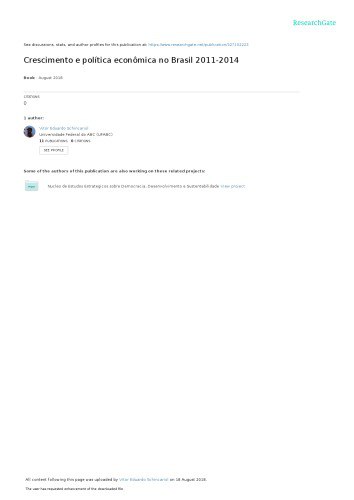 ResearchGate
See discussions, stats, and author profiles for this publication at: https://www.researchgate.net/publication/327101223
Crescimento e política econômica no Brasil 2011-2014
Book · August 2018
CITATIONS
0
1 author:
Vitor Eduardo Schincariol
Universidade Federal do ABC (UFABC)
11 PUBLICATIONS 0 CITATIONS
SEE PROFILE
Some of the authors of this publication are also working on these related projects:
Núcleo de Estudos Estratégicos sobre Democracia, Desenvolvimento e Sustentabilidade View project
All content following this page was uploaded by Vitor Eduardo Schincariol on 18 August 2018.
The user has requested enhancement of the downloaded file.